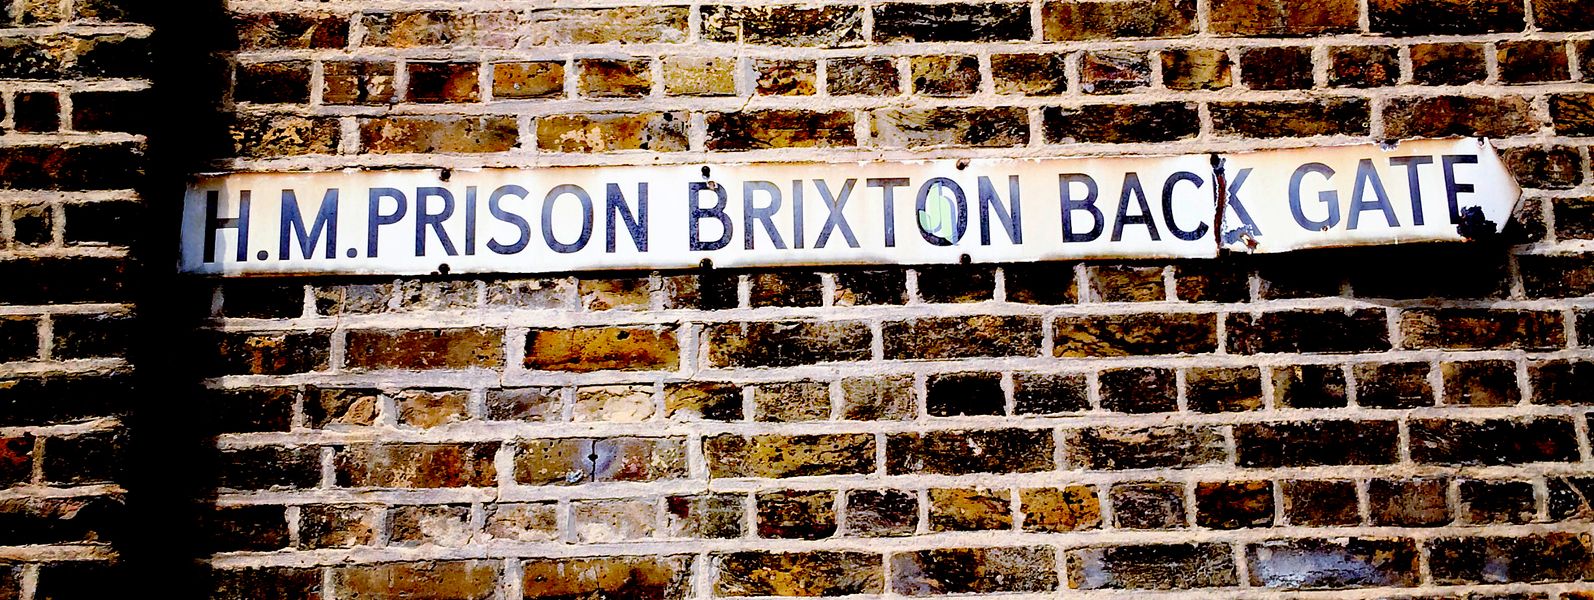 H.M.PRISON BRIXTON BACK GATE